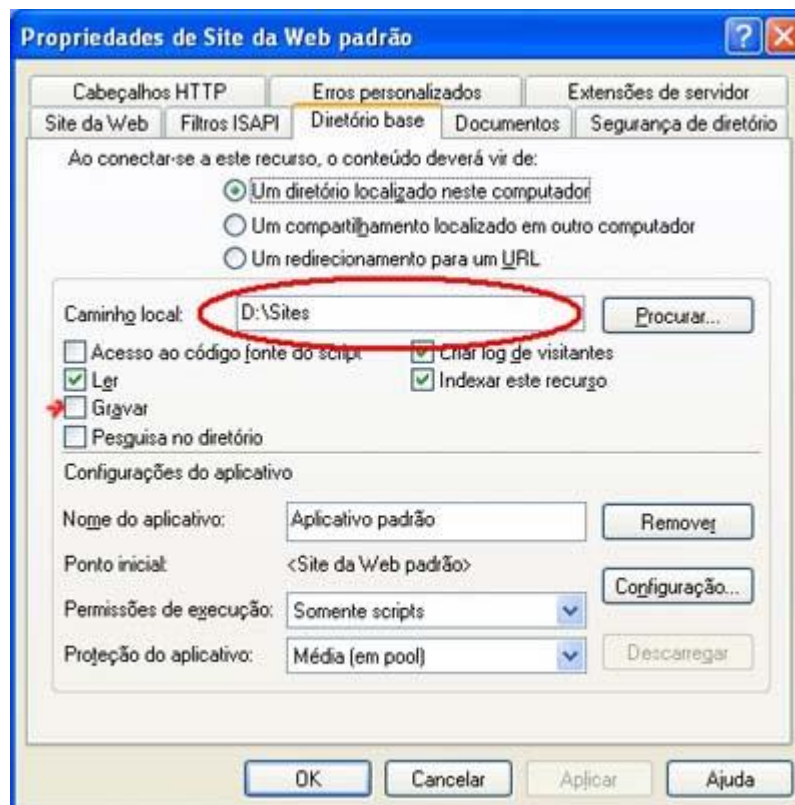 Propriedades de Site da Web padrão
Cabeçalhos HTTP Erros personalizados Extensões de servidor
Site da Web Filtros ISAPI Diretório base Documentos Segurança de diretório
Ao conectar-se a este recurso, o conteúdo deverá vir de:
Um diretório localizado neste computador
Um compartilhamento localizado em outro computador
Um redirecionamento para um URL
Caminho local: D:\Sites Procurar...
Acesso ao código fonte do script Criar log de visitantes
Ler Indexar este recurso
Gravar
Pesquisa no diretório
Configurações do aplicativo
Nome do aplicativo: Aplicativo padrão Remover
Ponto inicial: <Site da Web padrão>
Configuração...
Permissões de execução: Somente scripts
Proteção do aplicativo: Média (em pool) Descarregar
OK Cancelar Aplicar Ajuda